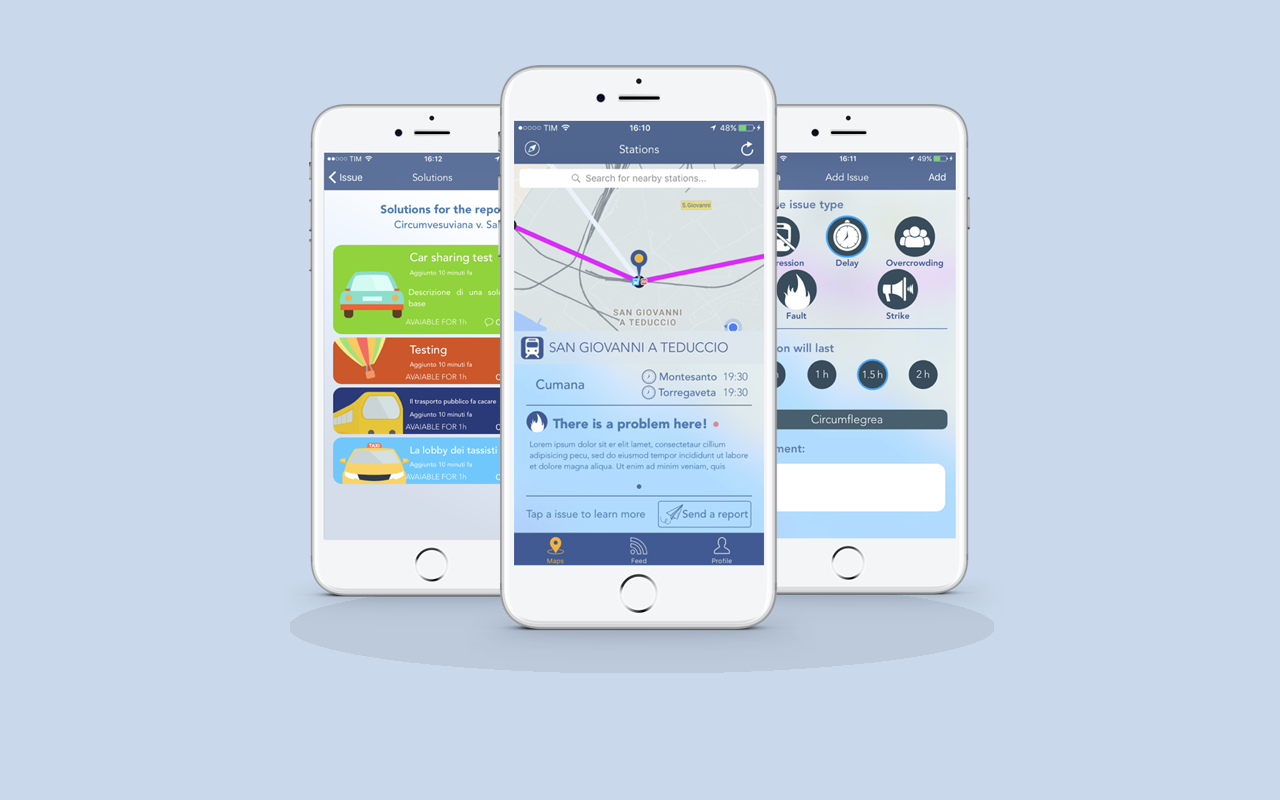 TIM
16:12
Issue
Solutions
Solutions for the repo
Circumvesuviana v. Sa
Car sharing test
Aggiunto 10 minuti fa
Descrizione di una solu
base
AVAIABLE FOR 1h
Testing
Aggiunto 10 minuti fa
AVAIABLE FOR 1h
Il trasporto pubblico fa cacare
Aggiunto 10 minuti fa
AVAIABLE FOR 1h
La lobby dei tassisti
Aggiunto 10 minuti fa
AVAIABLE FOR 1h
TIM
16:10
48%
Stations
Search for nearby stations...
S Giovanni
SAN GIOVANNI
A TEDUCCIO
SAN GIOVANNI A TEDUCCIO
Cumana
Montesanto 19:30
Torregaveta 19:30
There is a problem here!
Lorem ipsum dolor sit er elit lamet, consectetaur cillium
adipisicing pecu, sed do eiusmod tempor incididunt ut labore
et dolore magna aliqua. Ut enim ad minim veniam, quis
Tap a issue to learn more
Send a report
Maps
Feed
Profile
16:11
49%
a
Add Issue
Add
e issue type
ression
Delay
Overcrowding
Fault
Strike
on will last
h
1 h
1.5 h
2 h
Circumflegrea
ment: